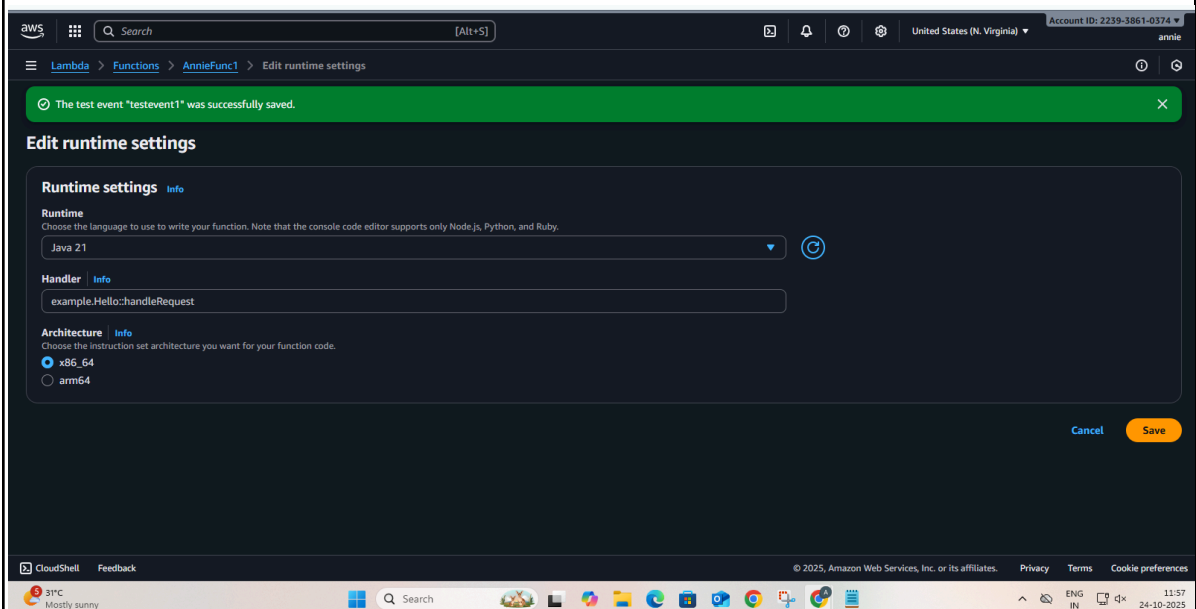 aws
Search [Alt+S]
United States (N. Virginia)
Account ID: 2239-3861-0374
annie
Lambda > Functions > AnnieFunc1 > Edit runtime settings
The test event "testevent1" was successfully saved.
Edit runtime settings
Runtime settings Info
Runtime
Choose the language to use to write your function. Note that the console code editor supports only Node.js, Python, and Ruby.
Java 21
Handler Info
example.Hello::handleRequest
Architecture Info
Choose the instruction set architecture you want for your function code.
x86_64
arm64
Cancel Save
CloudShell Feedback © 2025, Amazon Web Services, Inc. or its affiliates. Privacy Terms Cookie preferences
5
31°C
Mostly sunny
Search
ENG
IN
11:57
24-10-2025